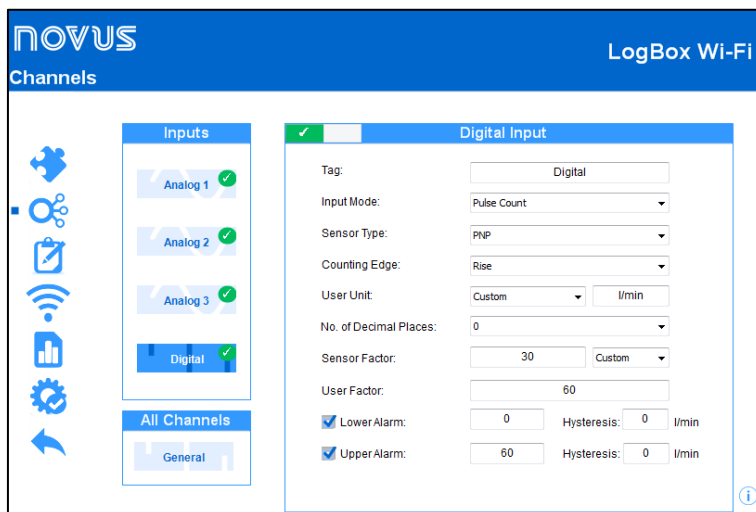 novus
LogBox Wi-Fi
Channels
Inputs
Analog 1
Analog 2
Analog 3
Digital
All Channels
General
Digital Input
Tag: Digital
Input Mode: Pulse Count
Sensor Type: PNP
Counting Edge: Rise
User Unit: Custom l/min
No. of Decimal Places: 0
Sensor Factor: 30 Custom
User Factor: 60
Lower Alarm: 0 Hysteresis: 0 l/min
Upper Alarm: 60 Hysteresis: 0 l/min